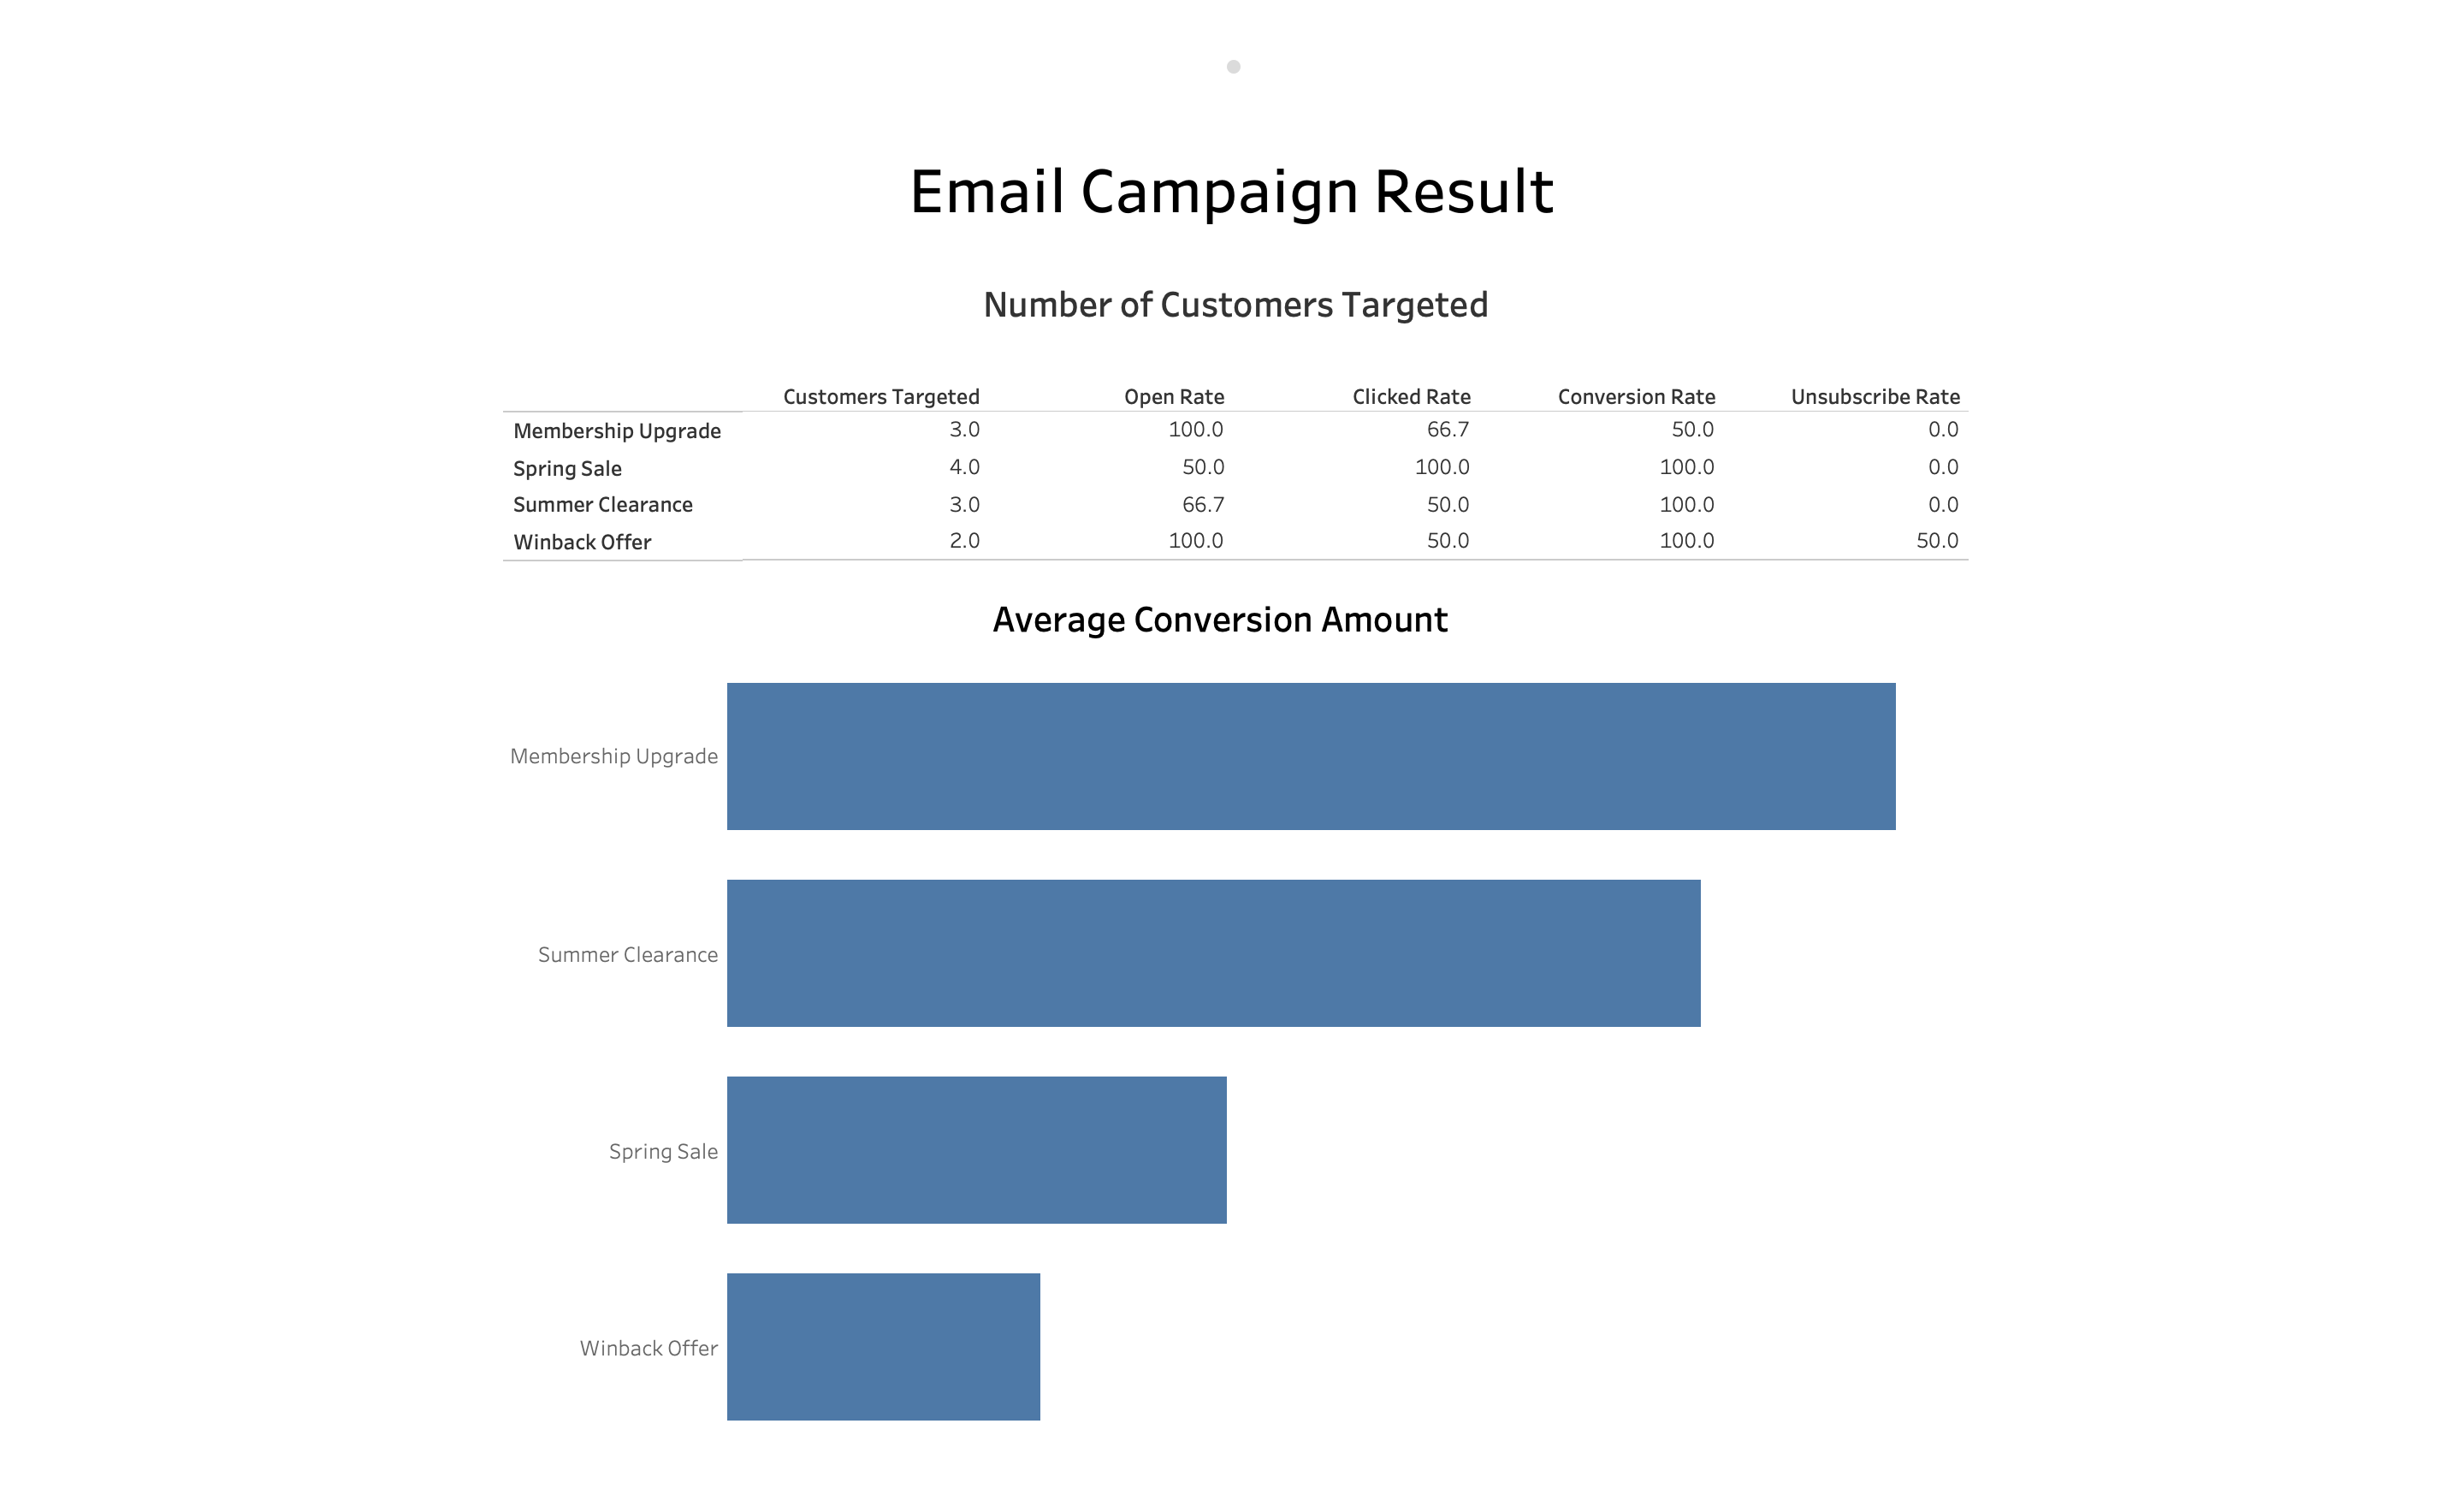 Email Campaign Result
Number of Customers Targeted
Customers Targeted Open Rate Clicked Rate Conversion Rate Unsubscribe Rate
Membership Upgrade 3.0 100.0 66.7 50.0 0.0
Spring Sale 4.0 50.0 100.0 100.0 0.0
Summer Clearance 3.0 66.7 50.0 100.0 0.0
Winback Offer 2.0 100.0 50.0 100.0 50.0
Average Conversion Amount
Membership Upgrade
Summer Clearance
Spring Sale
Winback Offer